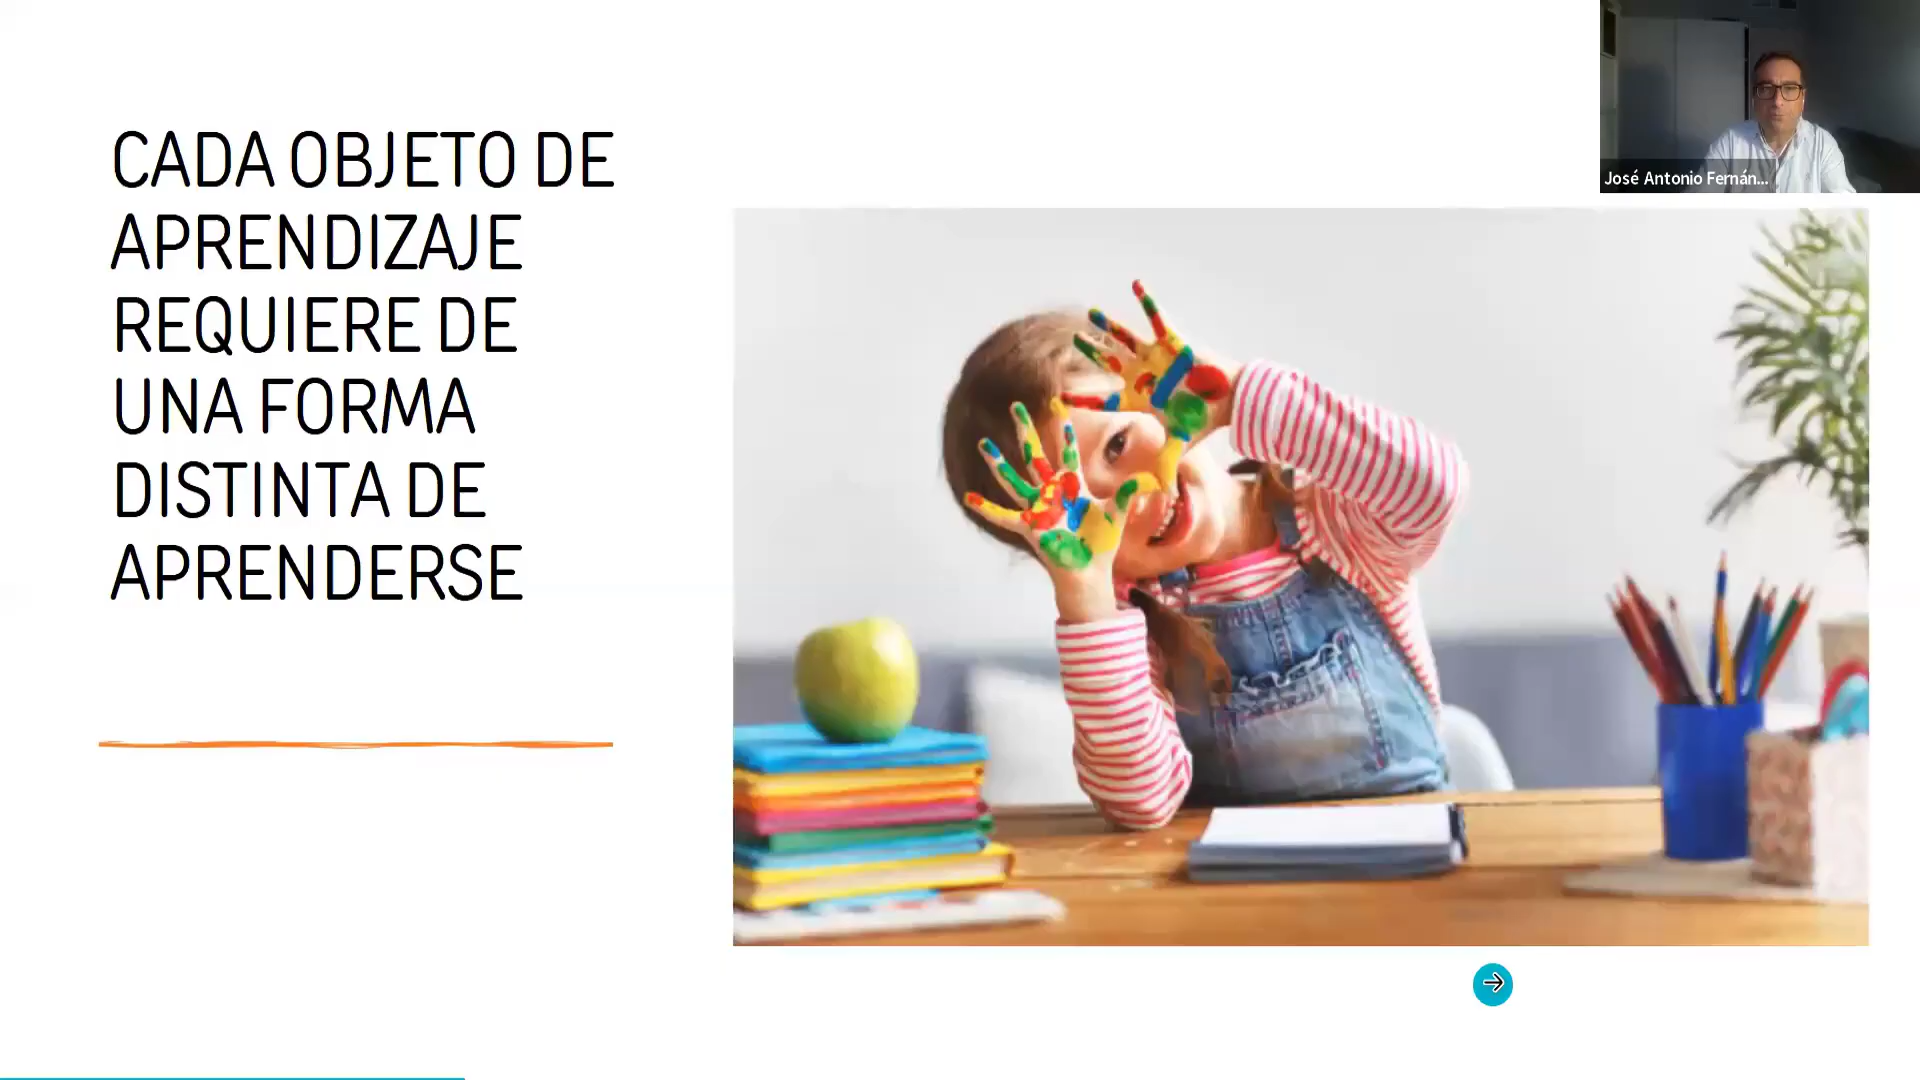 CADA OBJETO DE
APRENDIZAJE
REQUIERE DE
UNA FORMA
DISTINTA DE
APRENDERSE
José Antonio Fernán...